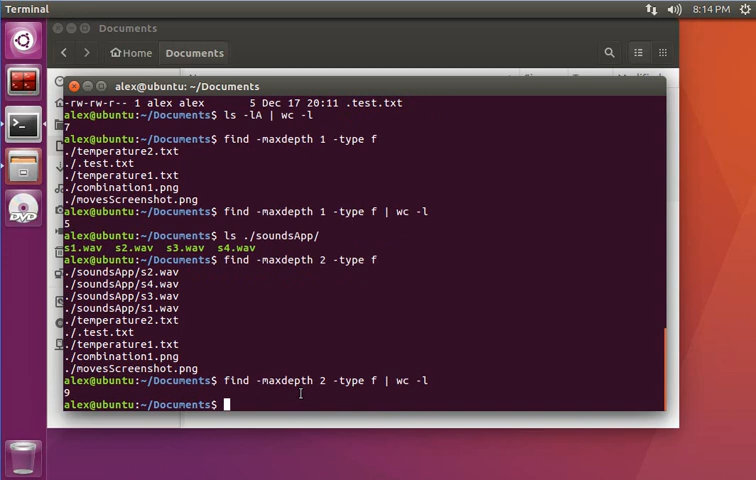 Terminal
8:14 PM
Documents
Home
Documents
alex@ubuntu: ~/Documents
-rw-rw-r-- 1 alex alex       5 Dec 17 20:11 .test.txt
alex@ubuntu:~/Documents$ ls -lA | wc -l
7
alex@ubuntu:~/Documents$ find -maxdepth 1 -type f
./temperature2.txt
./.test.txt
./temperature1.txt
./combination1.png
./movesScreenshot.png
alex@ubuntu:~/Documents$ find -maxdepth 1 -type f | wc -l
5
alex@ubuntu:~/Documents$ ls ./soundsApp/
s1.wav  s2.wav  s3.wav  s4.wav
alex@ubuntu:~/Documents$ find -maxdepth 2 -type f
./soundsApp/s2.wav
./soundsApp/s4.wav
./soundsApp/s3.wav
./soundsApp/s1.wav
./temperature2.txt
./.test.txt
./temperature1.txt
./combination1.png
./movesScreenshot.png
alex@ubuntu:~/Documents$ find -maxdepth 2 -type f | wc -l
9
alex@ubuntu:~/Documents$
DVD